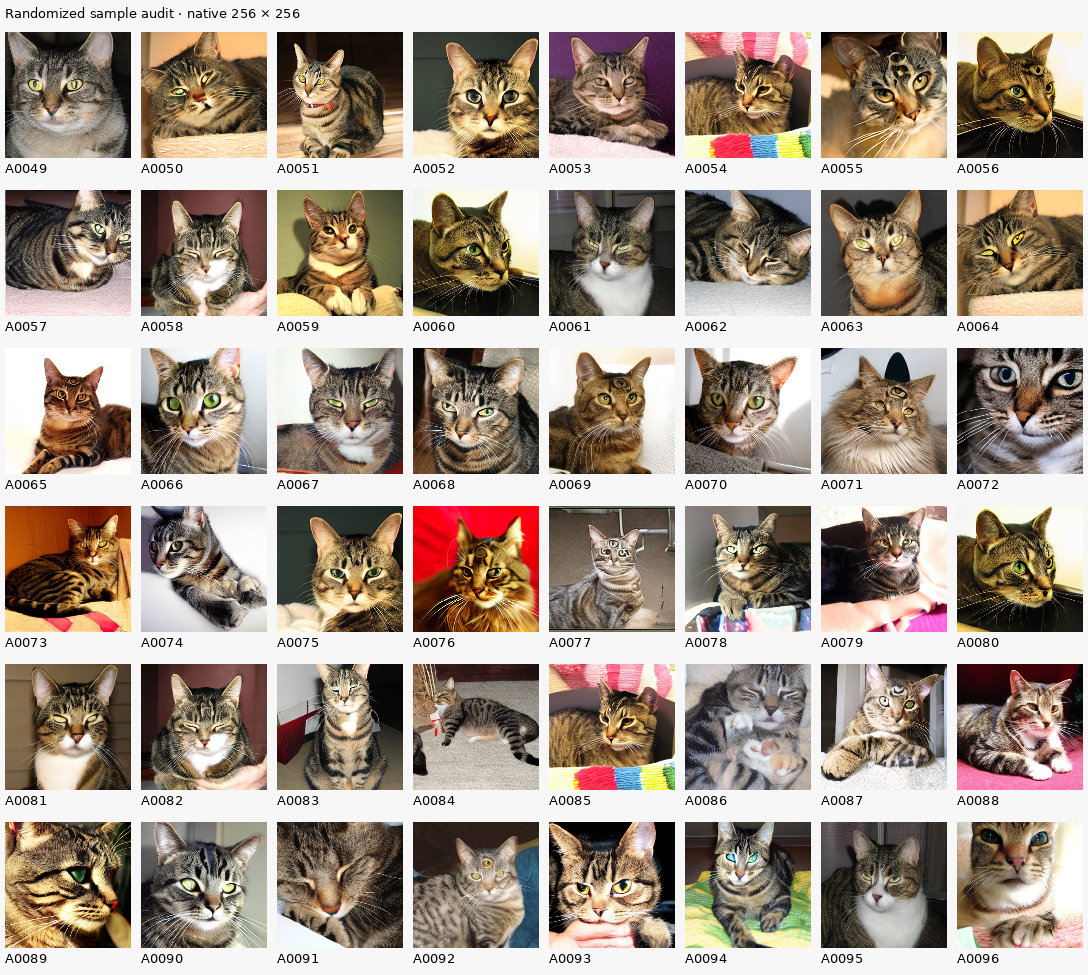 Randomized sample audit · native 256 × 256
A0049 A0050 A0051 A0052 A0053 A0054 A0055 A0056
A0057 A0058 A0059 A0060 A0061 A0062 A0063 A0064
A0065 A0066 A0067 A0068 A0069 A0070 A0071 A0072
A0073 A0074 A0075 A0076 A0077 A0078 A0079 A0080
A0081 A0082 A0083 A0084 A0085 A0086 A0087 A0088
A0089 A0090 A0091 A0092 A0093 A0094 A0095 A0096